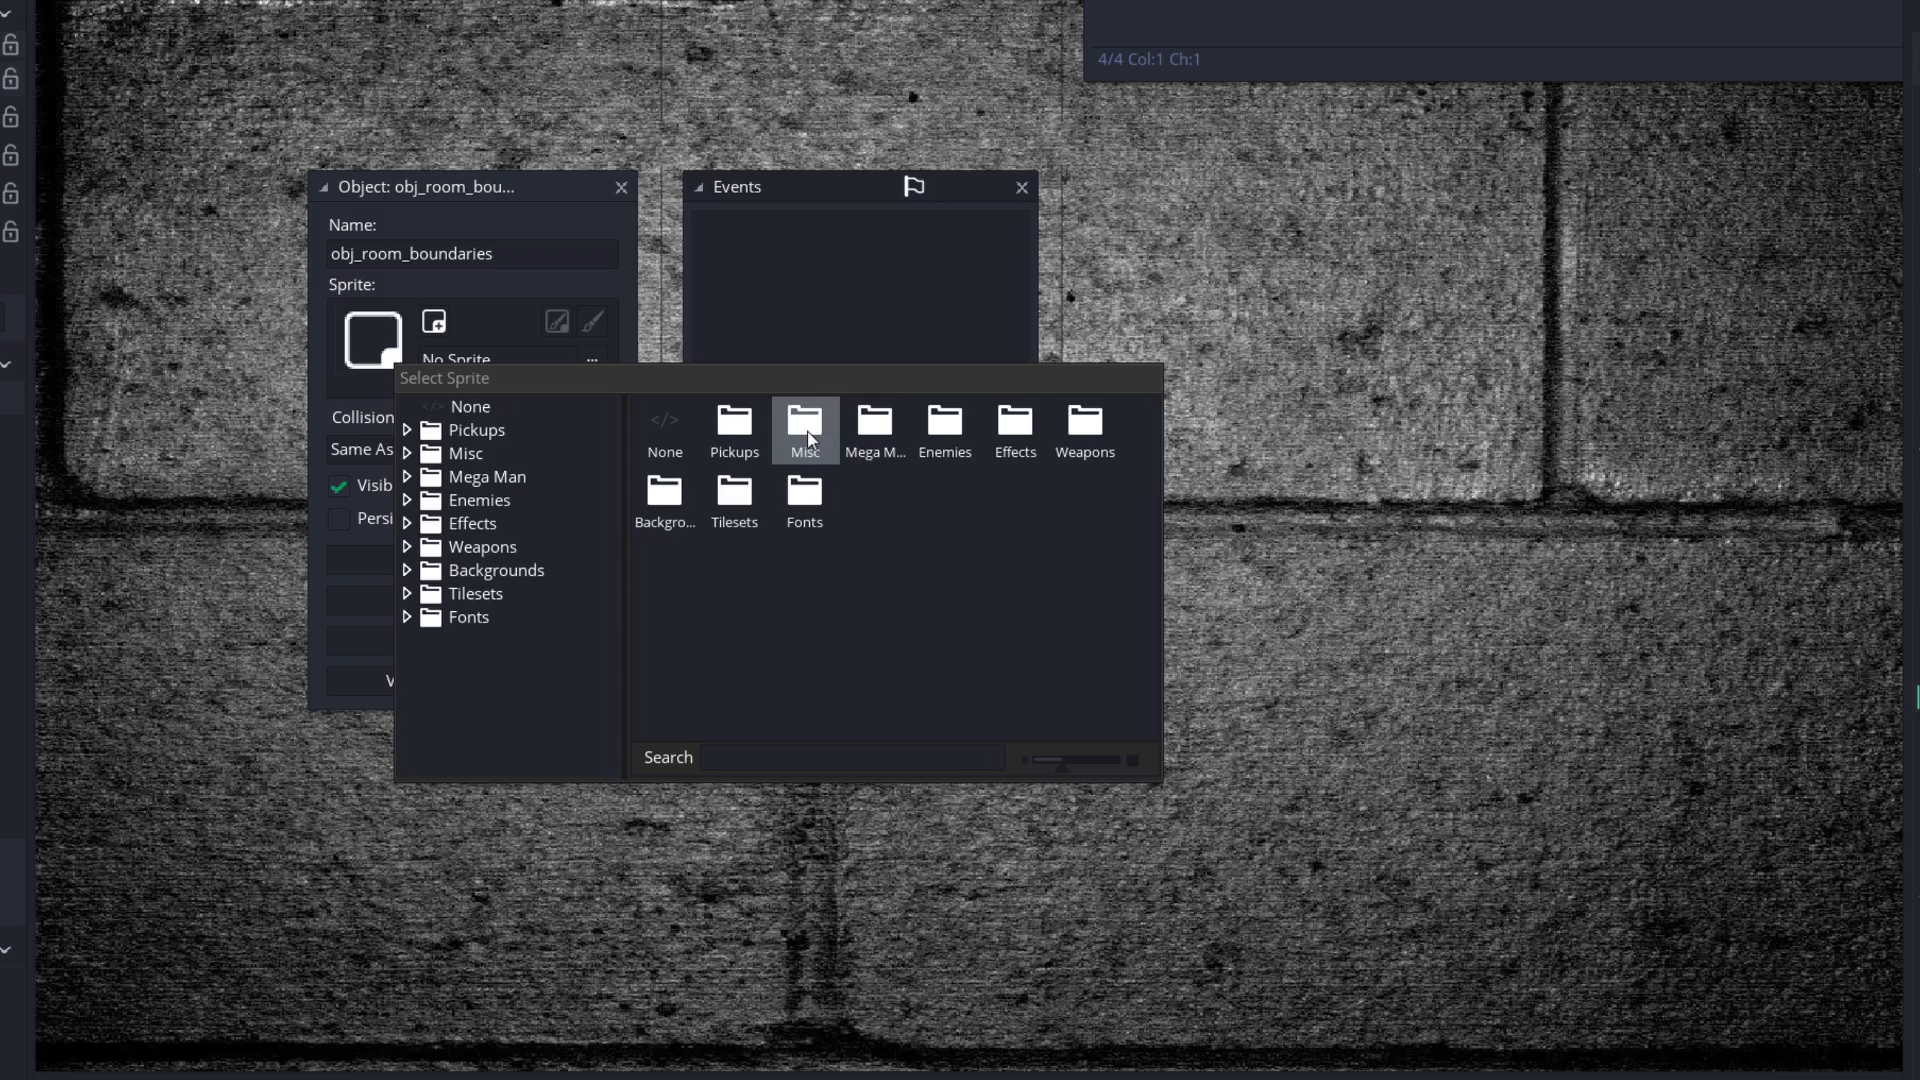 4/4 Col:1 Ch:1
Object: obj_room_bou...
Events
Name:
obj_room_boundaries
Sprite:
No Sprite
...
Select Sprite
Collision
Same As
Visib
Persi
V
</> None
Pickups
Misc
Mega Man
Enemies
Effects
Weapons
Backgrounds
Tilesets
Fonts
</>
None
Pickups
Misc
Mega M...
Enemies
Effects
Weapons
Backgro...
Tilesets
Fonts
Search